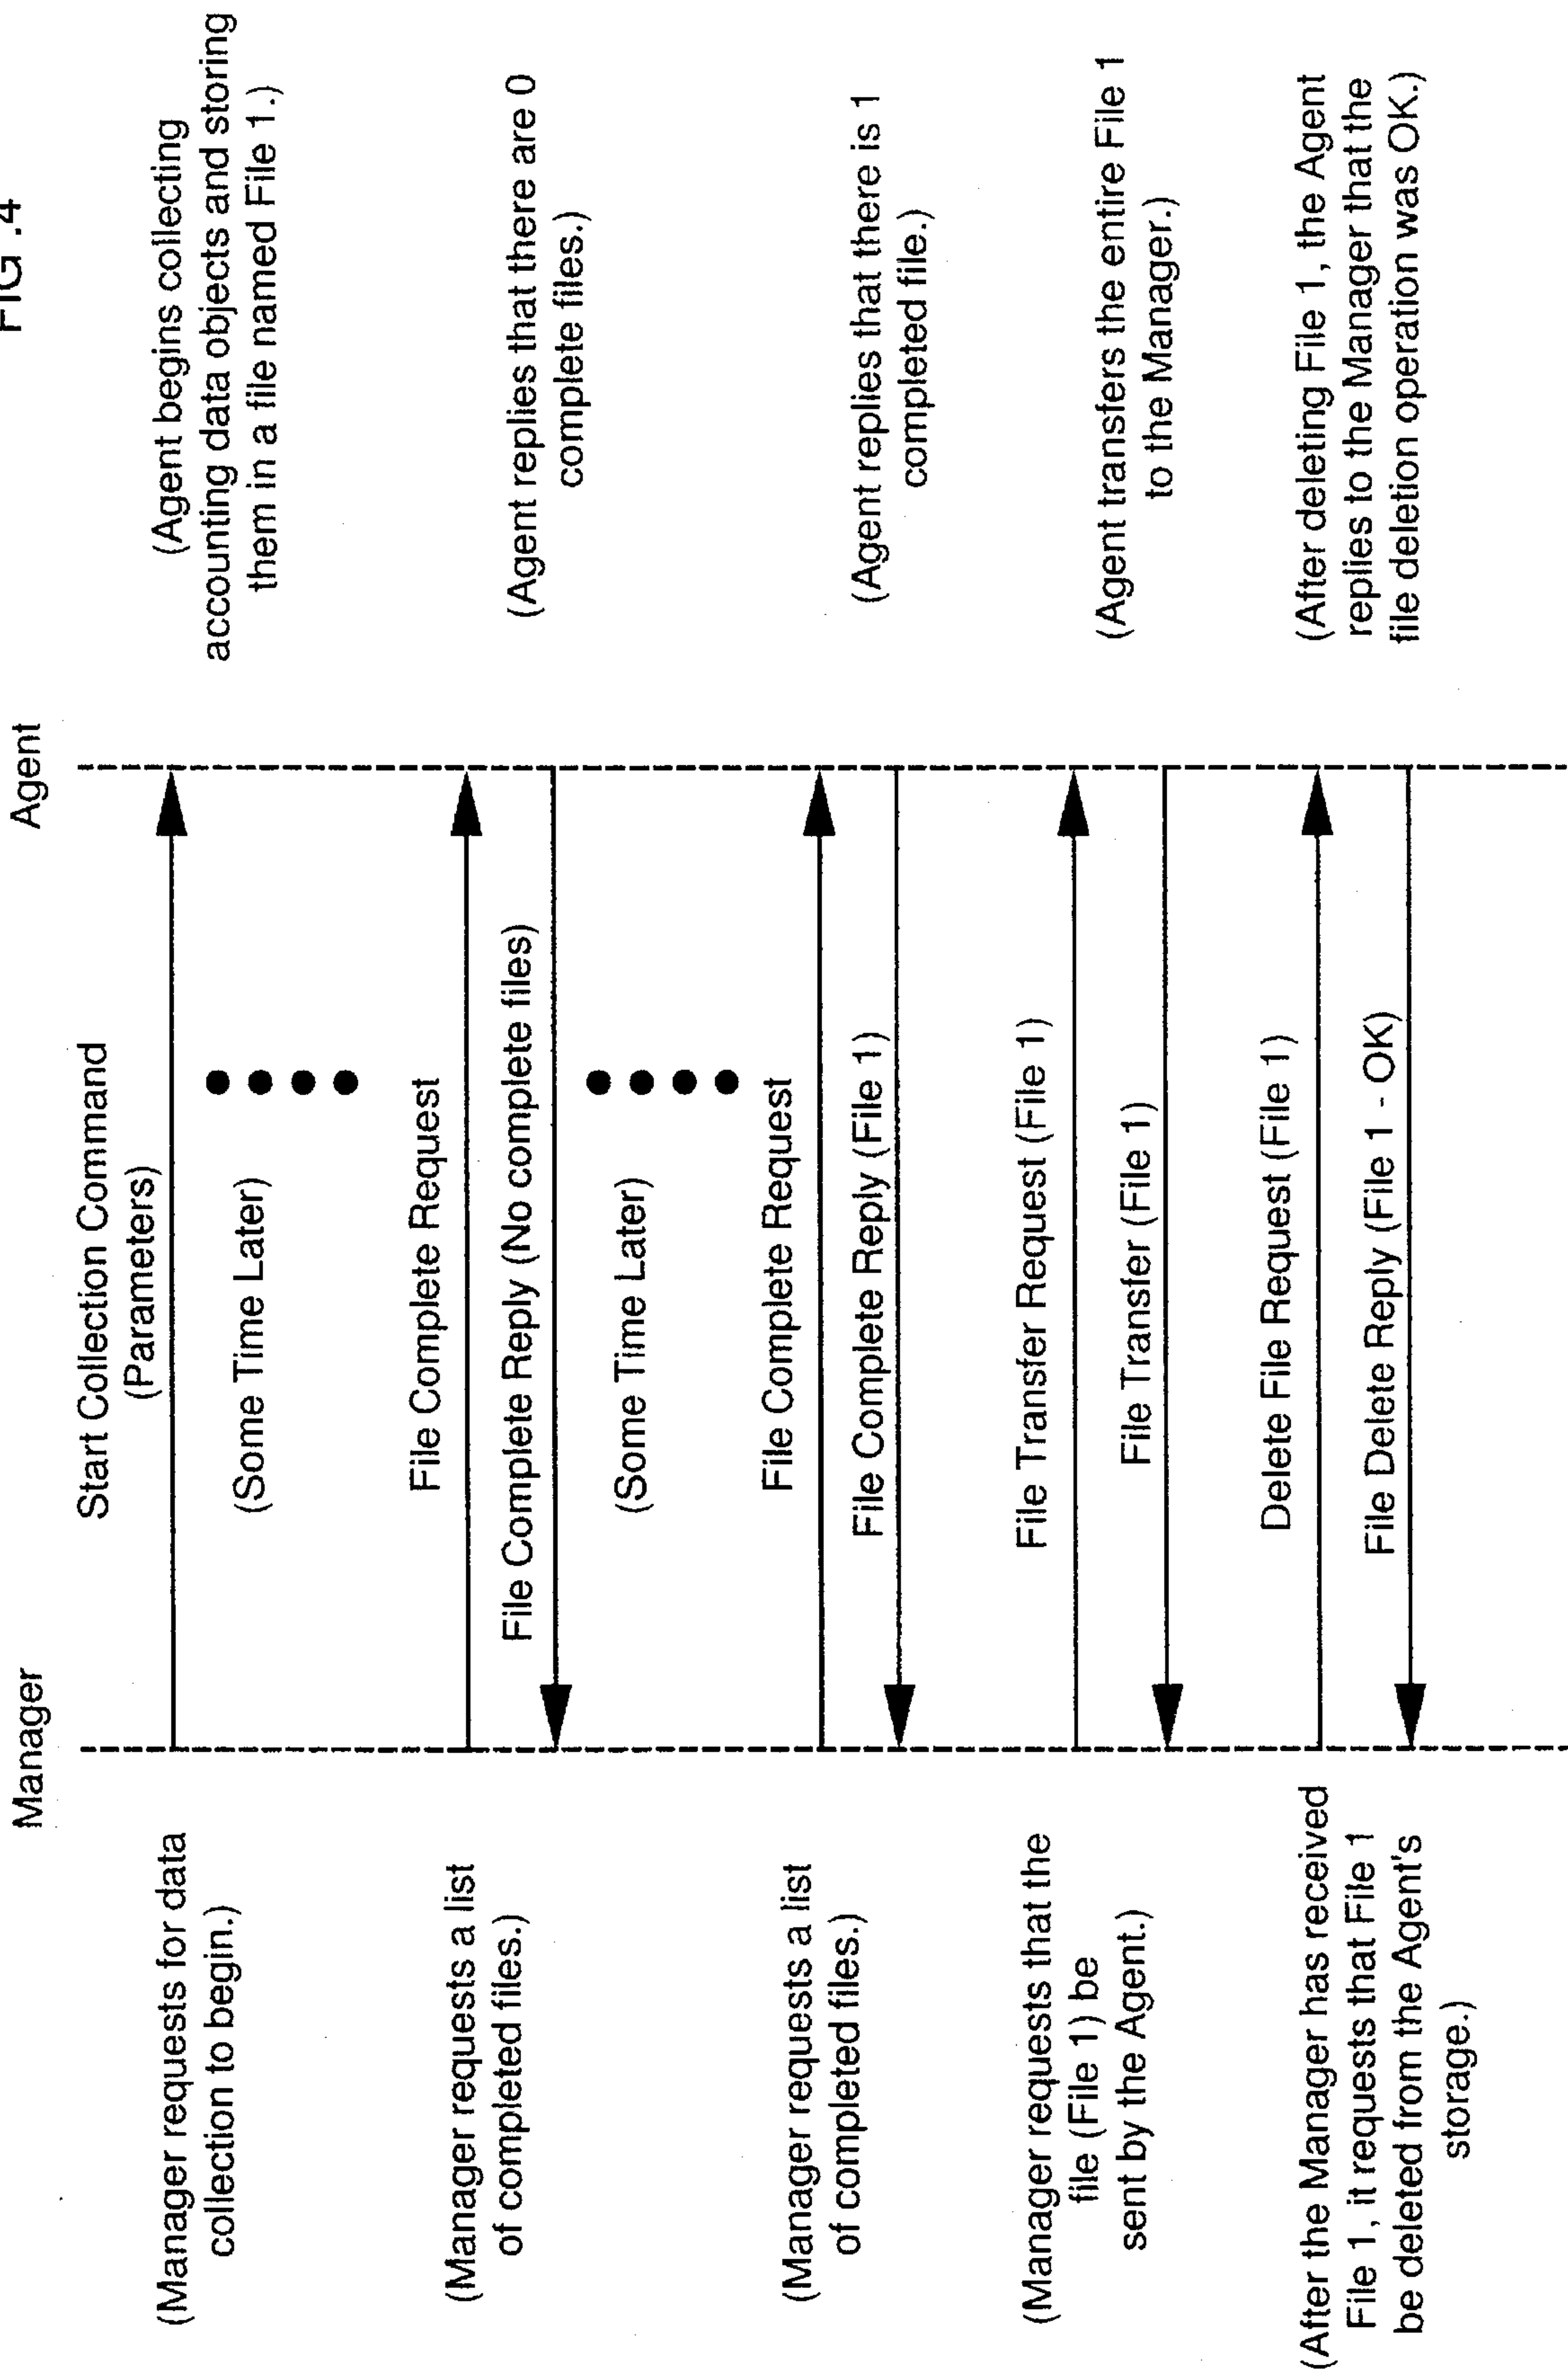 FIG .4
Manager
Agent
(Manager requests for data
collection to begin.)
Start Collection Command
(Parameters)
(Agent begins collecting
accounting data objects and storing
them in a file named File 1.)
(Some Time Later)
(Manager requests a list
of completed files.)
File Complete Request
File Complete Reply (No complete files)
(Agent replies that there are 0
complete files.)
(Some Time Later)
(Manager requests a list
of completed files.)
File Complete Request
File Complete Reply (File 1)
(Agent replies that there is 1
completed file.)
(Manager requests that the
file (File 1) be
sent by the Agent.)
File Transfer Request (File 1)
File Transfer (File 1)
(Agent transfers the entire File 1
to the Manager.)
(After the Manager has received
File 1, it requests that File 1
be deleted from the Agent's
storage.)
Delete File Request (File 1)
File Delete Reply (File 1 - OK)
(After deleting File 1, the Agent
replies to the Manager that the
file deletion operation was OK.)